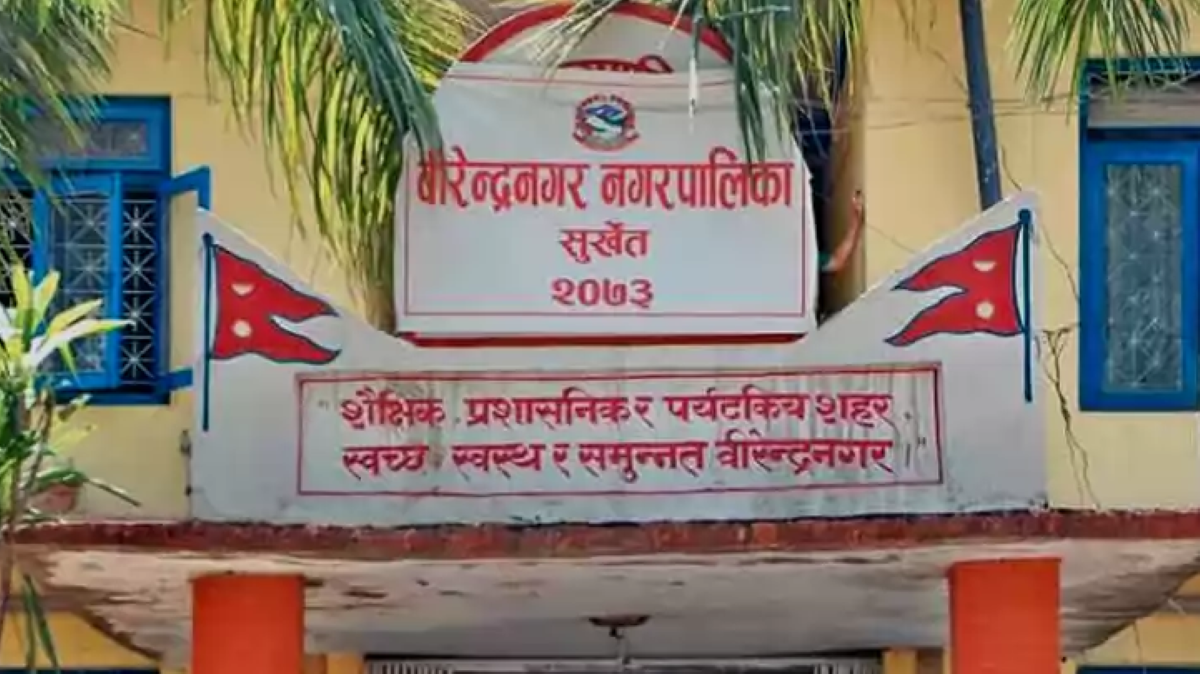 वीरेन्द्रनगर नगरपालिका
सुर्खेत
२०७३
"शैक्षिक प्रशासनिक र पर्यटकिय शहर
स्वच्छ स्वस्थ र समुन्नत वीरेन्द्रनगर ।"